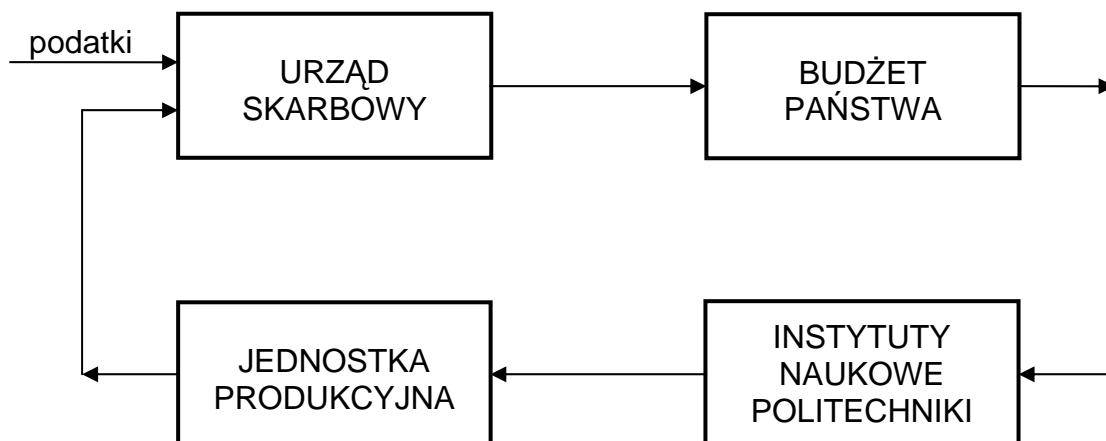 podatki
URZĄD
SKARBOWY
BUDŻET
PAŃSTWA
JEDNOSTKA
PRODUKCYJNA
INSTYTUTY
NAUKOWE
POLITECHNIKI